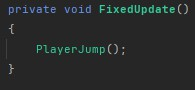 private void FixedUpdate()
{
    PlayerJump();
}